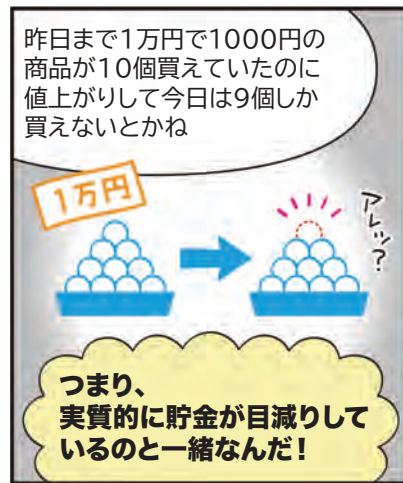 昨日まで1万円で1000円の
商品が10個買えていたのに
値上がりして今日は9個しか
買えないとかね
1万円
アレッ?
つまり、
実質的に貯金が目減りして
いるのと一緒なんだ!